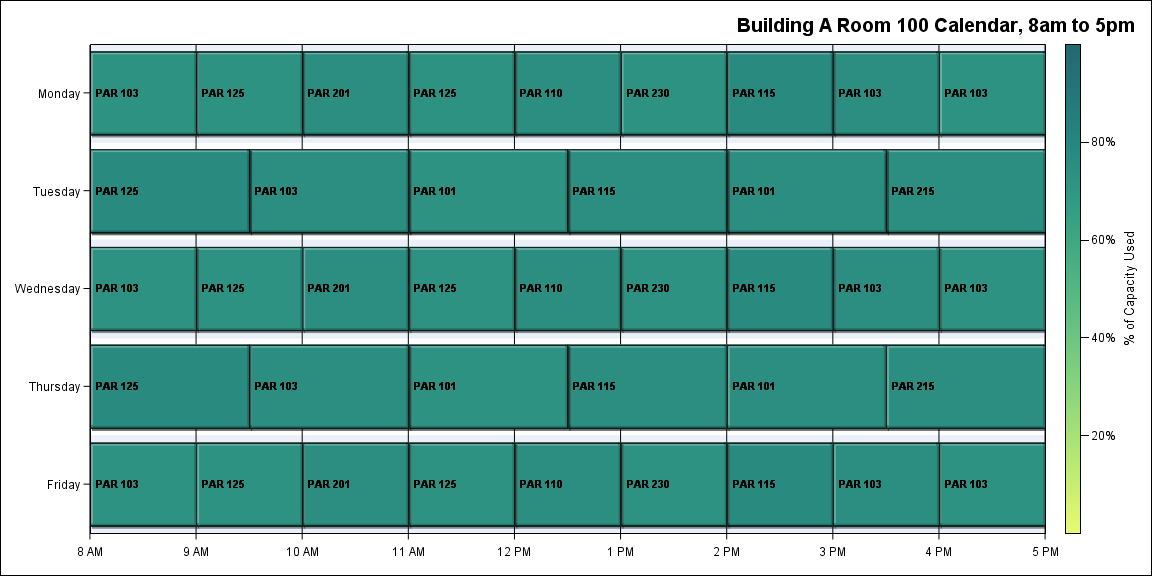 Building A Room 100 Calendar, 8am to 5pm
Monday
PAR 103 PAR 125 PAR 201 PAR 125 PAR 110 PAR 230 PAR 115 PAR 103 PAR 103
Tuesday
PAR 125 PAR 103 PAR 101 PAR 115 PAR 101 PAR 215
Wednesday
PAR 103 PAR 125 PAR 201 PAR 125 PAR 110 PAR 230 PAR 115 PAR 103 PAR 103
Thursday
PAR 125 PAR 103 PAR 101 PAR 115 PAR 101 PAR 215
Friday
PAR 103 PAR 125 PAR 201 PAR 125 PAR 110 PAR 230 PAR 115 PAR 103 PAR 103
8 AM 9 AM 10 AM 11 AM 12 PM 1 PM 2 PM 3 PM 4 PM 5 PM
80%
60%
40%
20%
% of Capacity Used